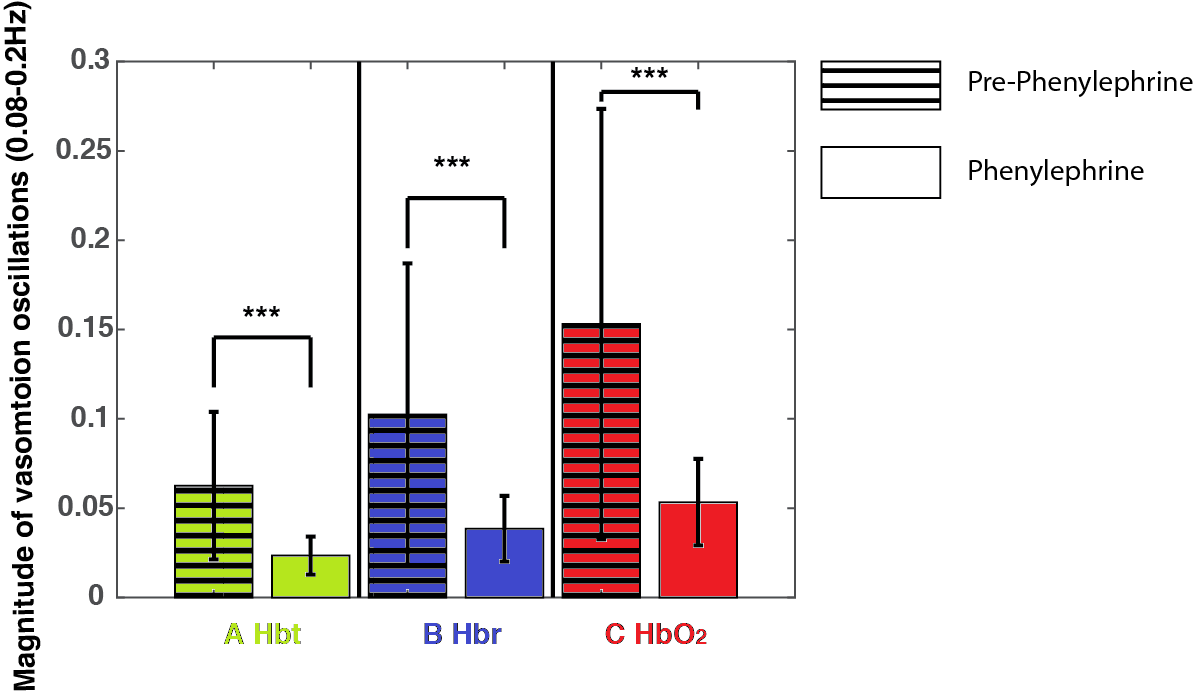 Magnitude of vasomtoion oscillations (0.08-0.2Hz)
0.3
0.25
0.2
0.15
0.1
0.05
0
***
***
***
A Hbt
B Hbr
C HbO₂
Pre-Phenylephrine
Phenylephrine